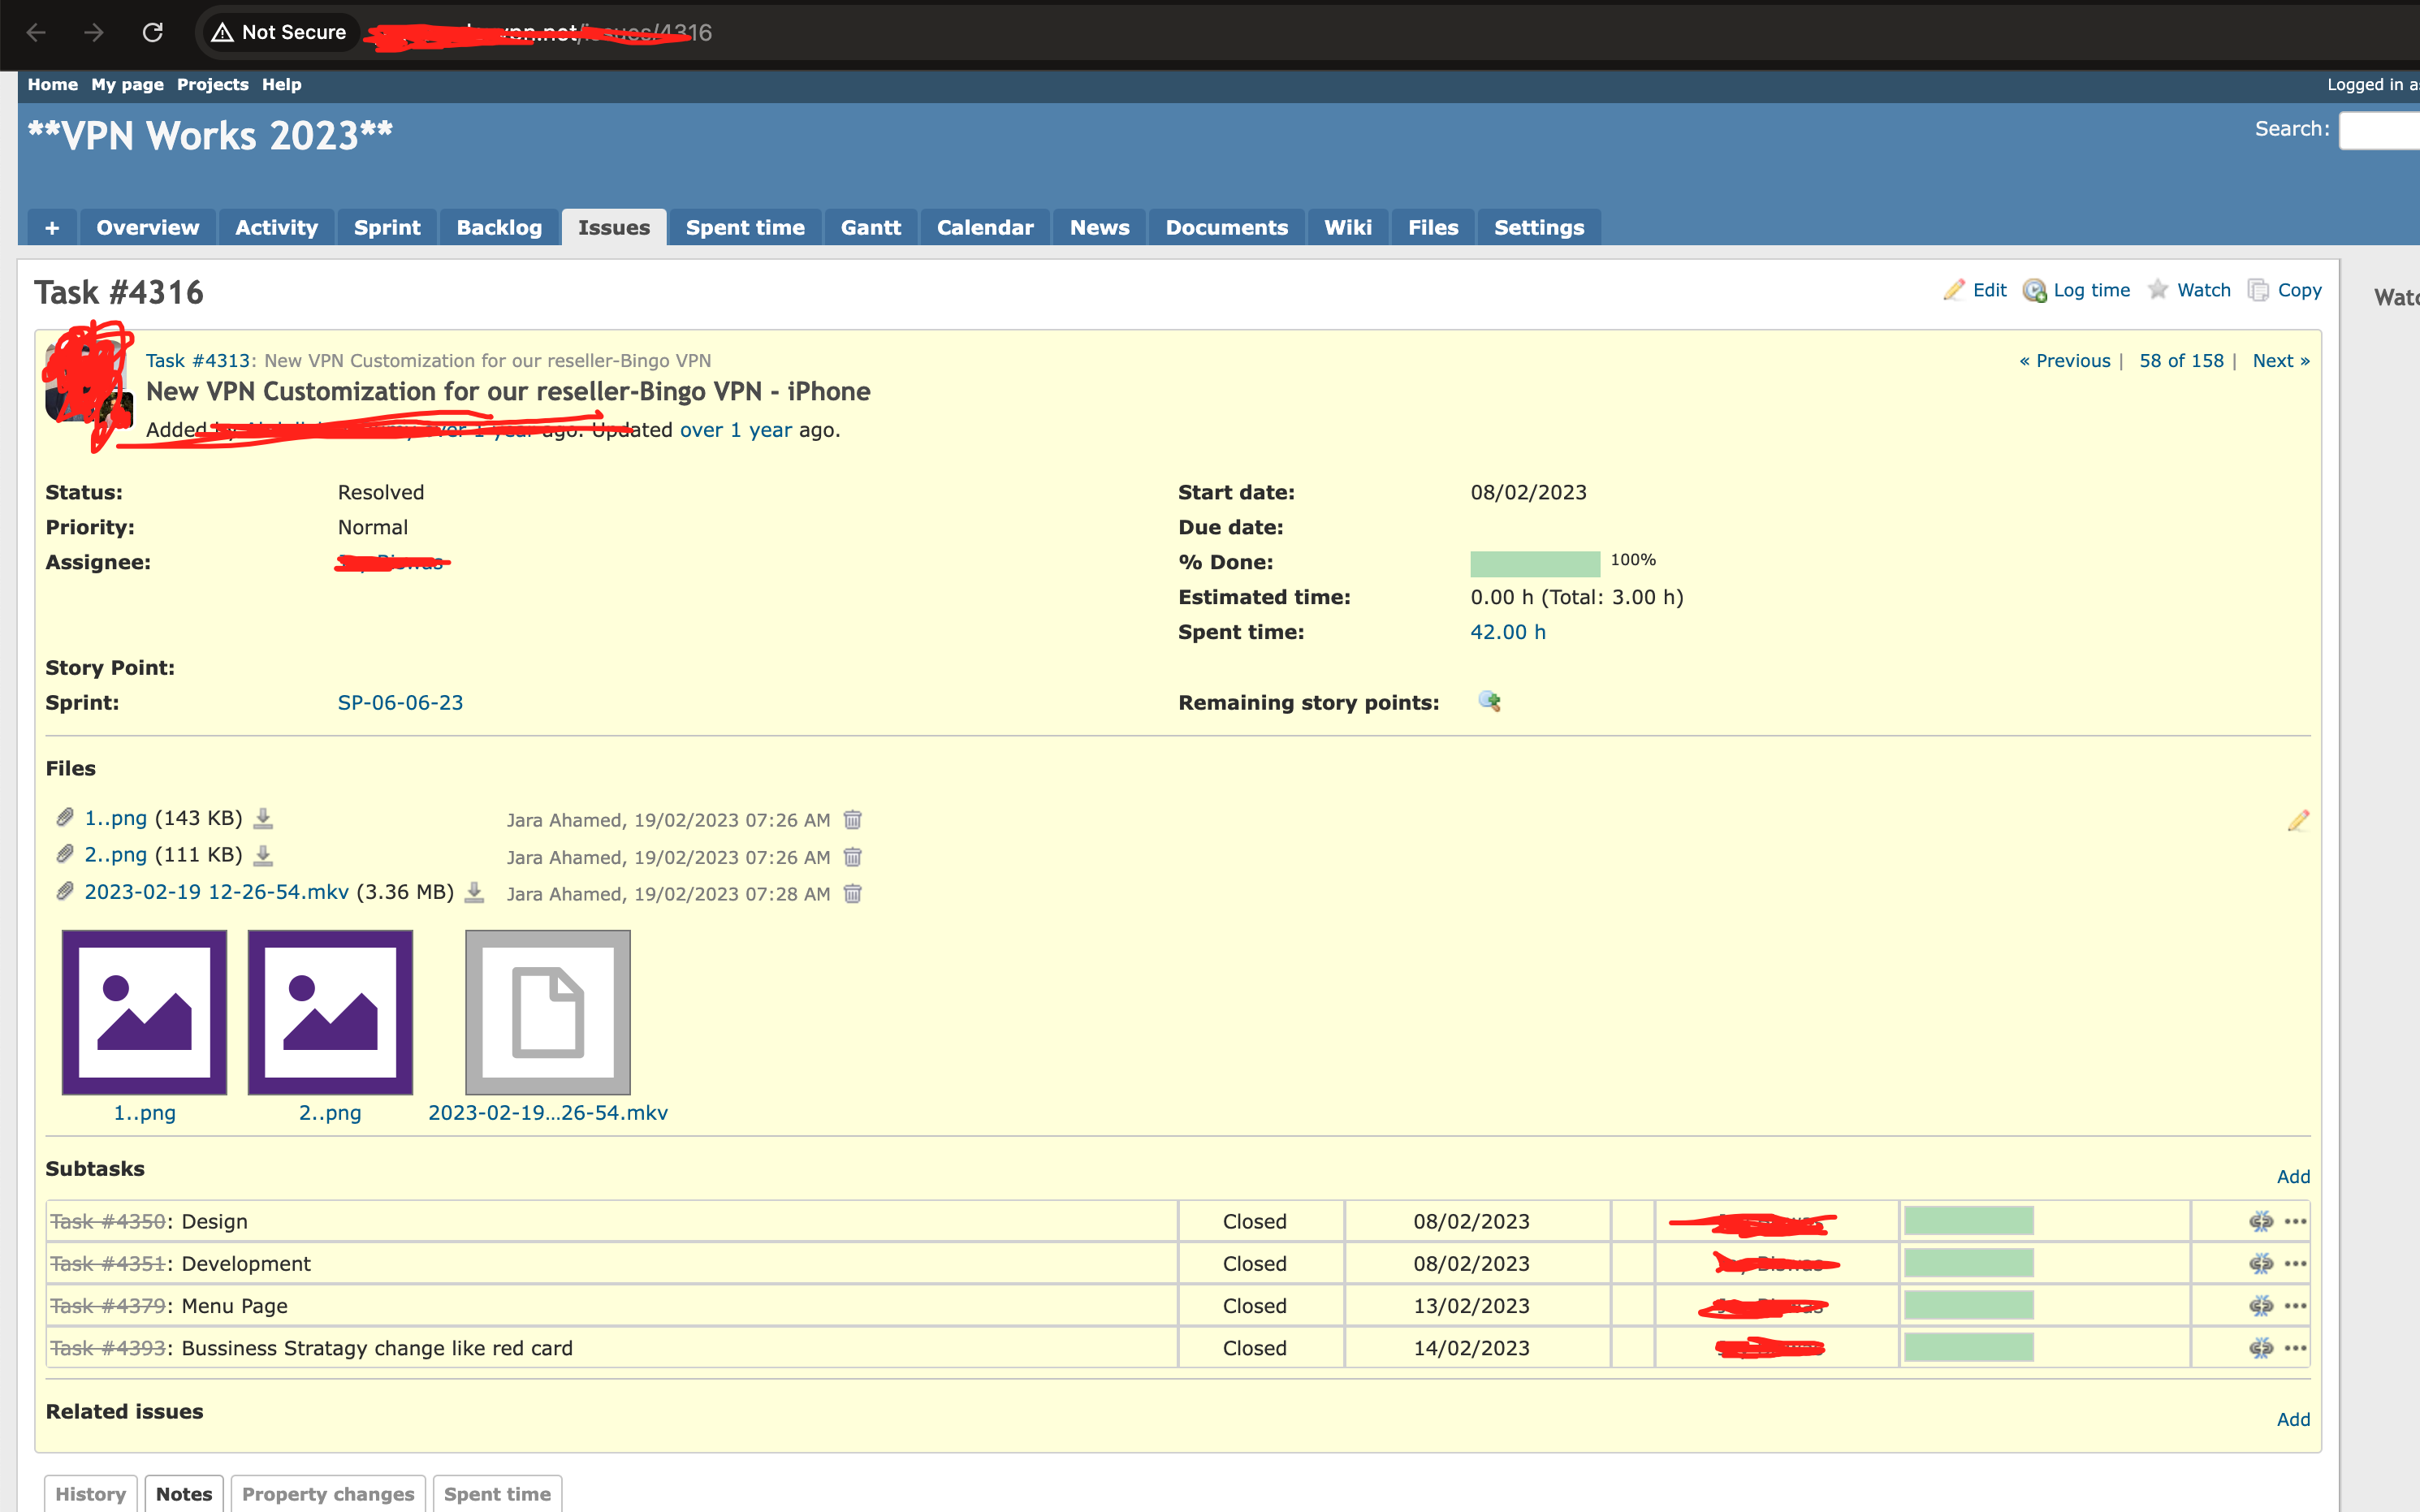 Not Secure
/issues/4316
Home My page Projects Help
Logged in a
**VPN Works 2023**
Search:
+ Overview Activity Sprint Backlog Issues Spent time Gantt Calendar News Documents Wiki Files Settings
Task #4316
Edit Log time Watch Copy
Watc
Task #4313: New VPN Customization for our reseller-Bingo VPN
« Previous | 58 of 158 | Next »
New VPN Customization for our reseller-Bingo VPN - iPhone
Added over 1 year ago. Updated over 1 year ago.
Status: Resolved
Start date: 08/02/2023
Priority: Normal
Due date:
Assignee:
% Done: 100%
Estimated time: 0.00 h (Total: 3.00 h)
Spent time: 42.00 h
Story Point:
Sprint: SP-06-06-23
Remaining story points:
Files
1..png (143 KB) Jara Ahamed, 19/02/2023 07:26 AM
2..png (111 KB) Jara Ahamed, 19/02/2023 07:26 AM
2023-02-19 12-26-54.mkv (3.36 MB) Jara Ahamed, 19/02/2023 07:28 AM
1..png 2..png 2023-02-19...26-54.mkv
Subtasks
Add
Task #4350: Design Closed 08/02/2023
Task #4351: Development Closed 08/02/2023
Task #4379: Menu Page Closed 13/02/2023
Task #4393: Bussiness Stratagy change like red card Closed 14/02/2023
Related issues
Add
History Notes Property changes Spent time